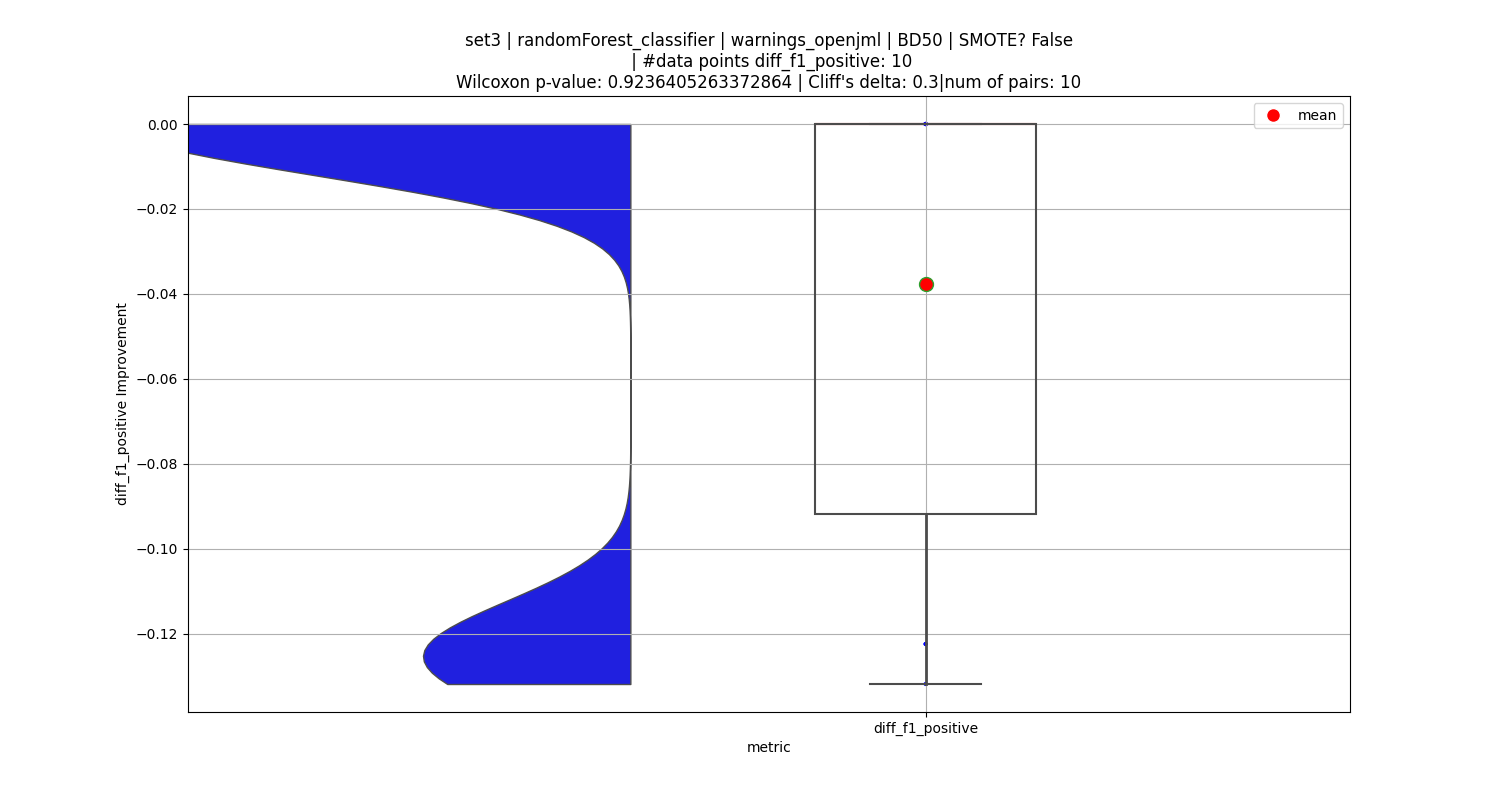 set3 | randomForest_classifier | warnings_openjml | BD50 | SMOTE? False
| #data points diff_f1_positive: 10
Wilcoxon p-value: 0.9236405263372864 | Cliff's delta: 0.3|num of pairs: 10
mean
0.00
−0.02
−0.04
−0.06
−0.08
−0.10
−0.12
diff_f1_positive Improvement
diff_f1_positive
metric